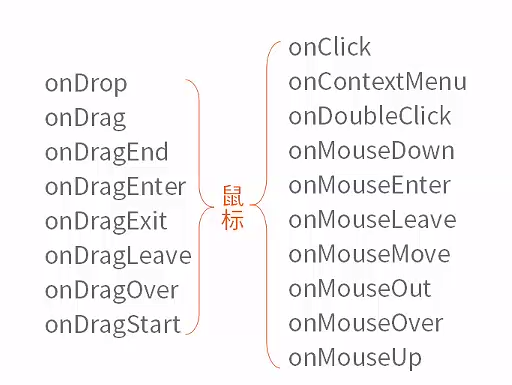 onDrop
onDrag
onDragEnd
onDragEnter
onDragExit
onDragLeave
onDragOver
onDragStart
鼠
标
onClick
onContextMenu
onDoubleClick
onMouseDown
onMouseEnter
onMouseLeave
onMouseMove
onMouseOut
onMouseOver
onMouseUp